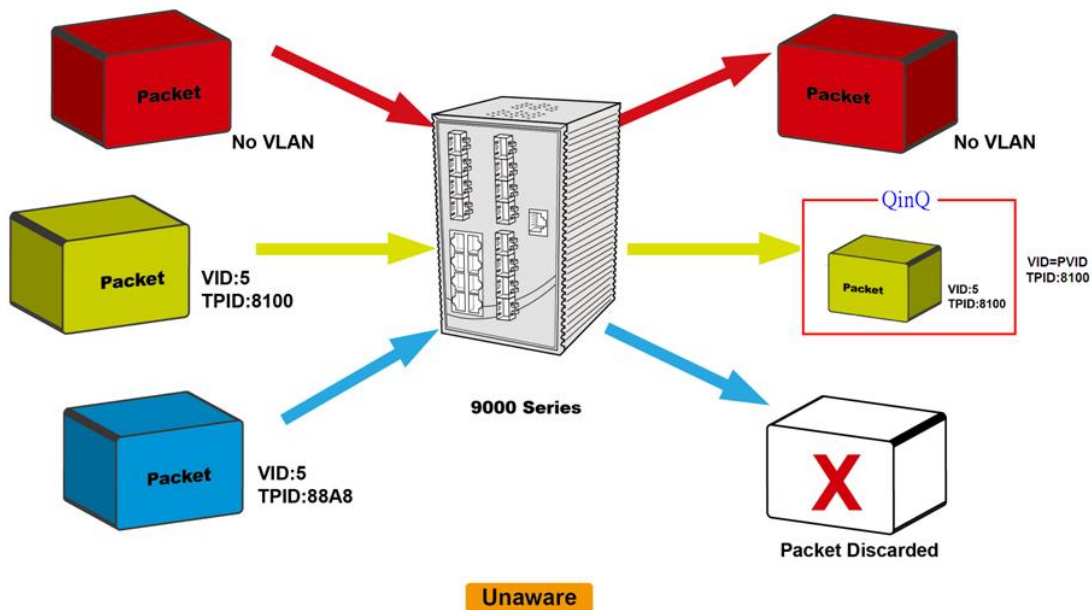 Packet
No VLAN
Packet
No VLAN
Packet
VID:5
TPID:8100
QinQ
Packet
VID:5
TPID:8100
VID=PVID
TPID:8100
9000 Series
Packet
VID:5
TPID:88A8
X
Packet Discarded
Unaware